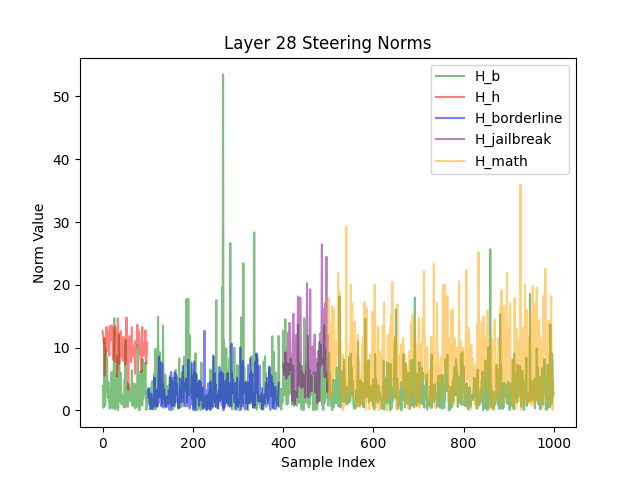 Layer 28 Steering Norms
H_b
H_h
H_borderline
H_jailbreak
H_math
Norm Value
50
40
30
20
10
0
0 200 400 600 800 1000
Sample Index